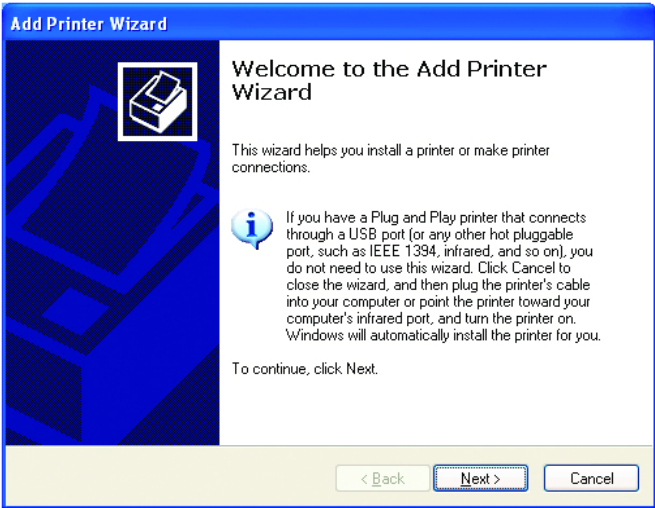 Add Printer Wizard
Welcome to the Add Printer
Wizard
This wizard helps you install a printer or make printer
connections.
If you have a Plug and Play printer that connects
through a USB port (or any other hot pluggable
port, such as IEEE 1394, infrared, and so on), you
do not need to use this wizard. Click Cancel to
close the wizard, and then plug the printer's cable
into your computer or point the printer toward your
computer's infrared port, and turn the printer on.
Windows will automatically install the printer for you.
To continue, click Next.
< Back Next > Cancel